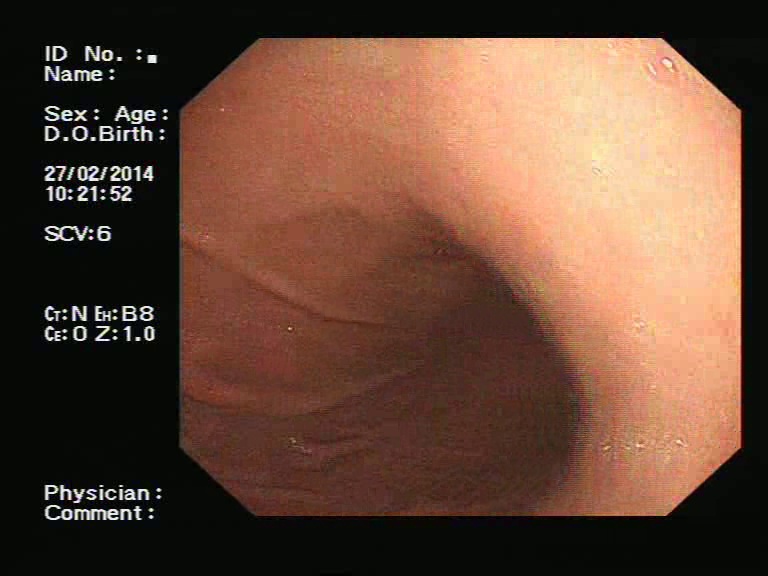 ID No. :
Name:
Sex: Age:
D.O.Birth:
27/02/2014
10:21:52
SCV:6
CT:N EH:B8
CE:0 Z:1.0
Physician:
Comment: